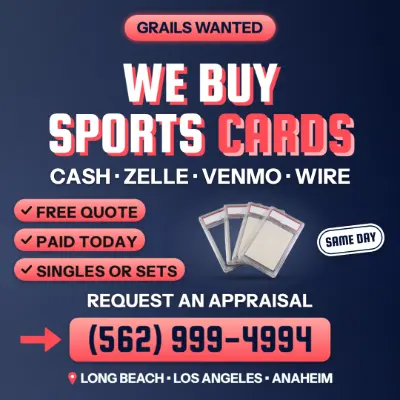 GRAILS WANTED
WE BUY
SPORTS CARDS
CASH · ZELLE · VENMO · WIRE
✓ FREE QUOTE
✓ PAID TODAY
✓ SINGLES OR SETS
SAME DAY
REQUEST AN APPRAISAL
(562) 999-4994
LONG BEACH • LOS ANGELES • ANAHEIM